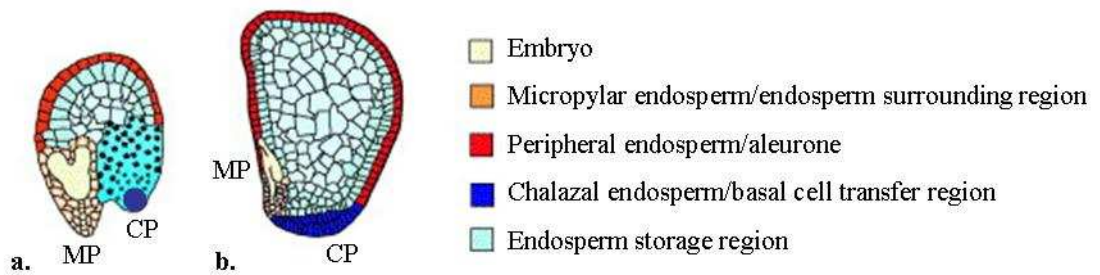 Embryo
Micropylar endosperm/endosperm surrounding region
Peripheral endosperm/aleurone
Chalazal endosperm/basal cell transfer region
Endosperm storage region
a.
MP
CP
b.
MP
CP